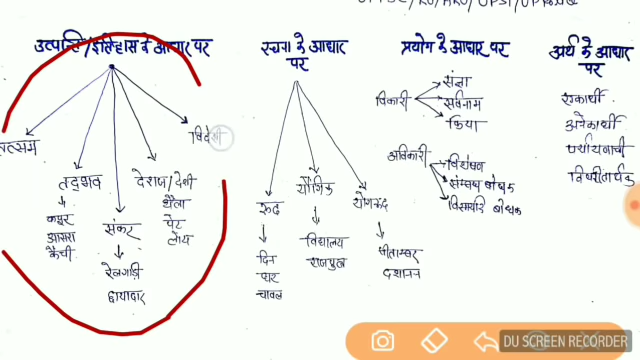 उत्पत्ति/इतिहास के आधार पर
तत्सम
तद्भव
कपूर
आसरा
कैंची
संकर
रेलगाड़ी
छायादार
देशज/देशी
थैला
पेट
विदेशी
रचना के आधार
पर
रूढ़
दिन
घर
चावल
यौगिक
विद्यालय
राजपुत्र
योगरूढ़
पीताम्बर
दशानन
प्रयोग के आधार पर
विकारी
संज्ञा
सर्वनाम
क्रिया
अविकारी
विशेषन
सम्बन्ध बोधक
विस्मयादि बोधक
अर्थ के आधार
पर
एकार्थी
अनेकार्थी
पर्यायवाची
विपरीतार्थक
DU SCREEN RECORDER